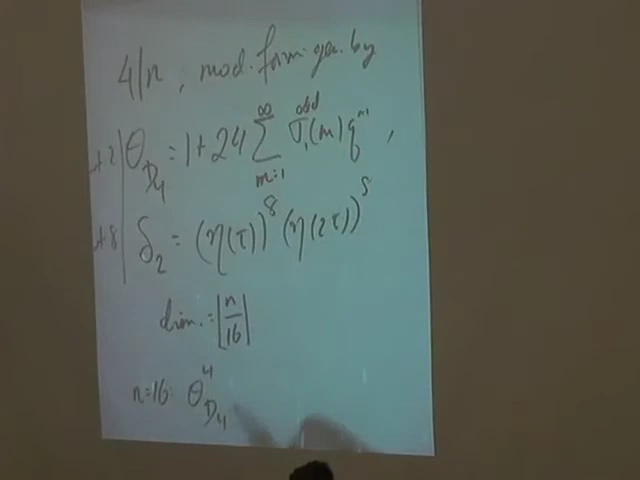 4|n, mod. form. gen. by
+2 | θ_{D_4} = 1 + 24 ∑_{m=1}^{∞} σ_1^{odd}(m) q^m,
+8 | δ_2 = (η(τ))^8 (η(2τ))^8
dim. = ⌊n/16⌋
n=16: θ_{D_4}^4